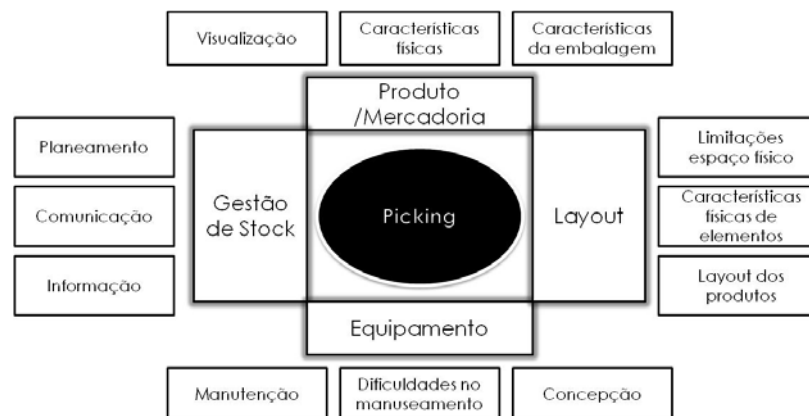 Visualização
Características
físicas
Características
da embalagem
Produto
/Mercadoria
Planeamento
Comunicação
Informação
Gestão
de Stock
Picking
Layout
Limitações
espaço físico
Características
físicas de
elementos
Layout dos
produtos
Equipamento
Manutenção
Dificuldades no
manuseamento
Concepção